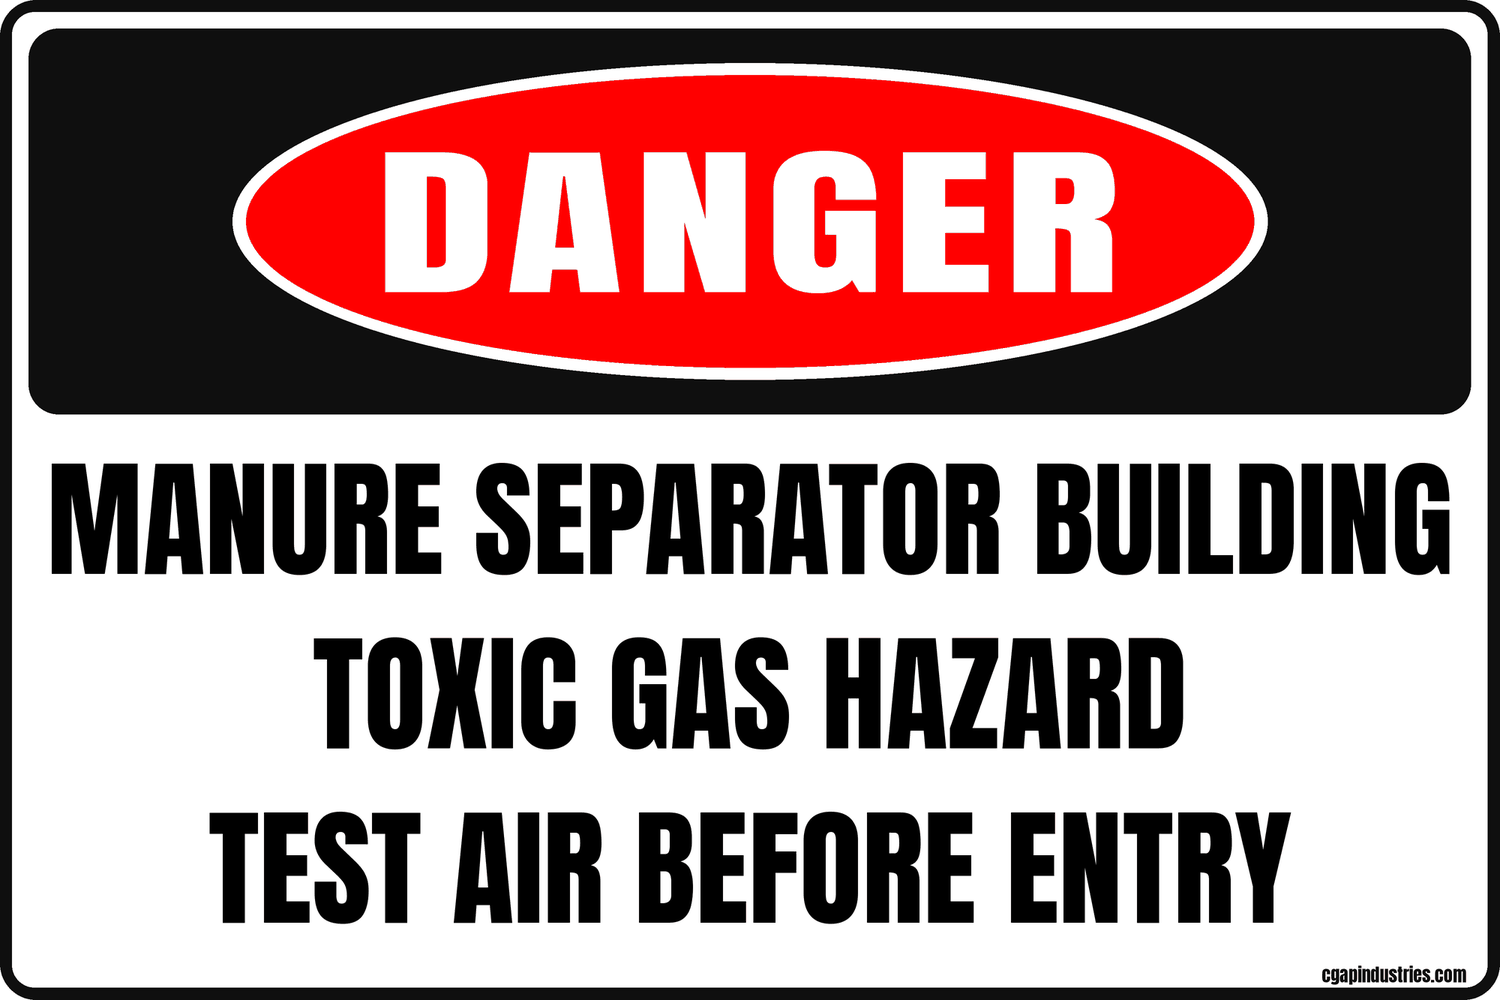 DANGER
MANURE SEPARATOR BUILDING
TOXIC GAS HAZARD
TEST AIR BEFORE ENTRY
cgapindustries.com